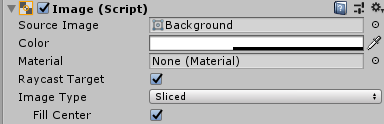 Image (Script)
Source Image Background
Color
Material None (Material)
Raycast Target
Image Type Sliced
Fill Center